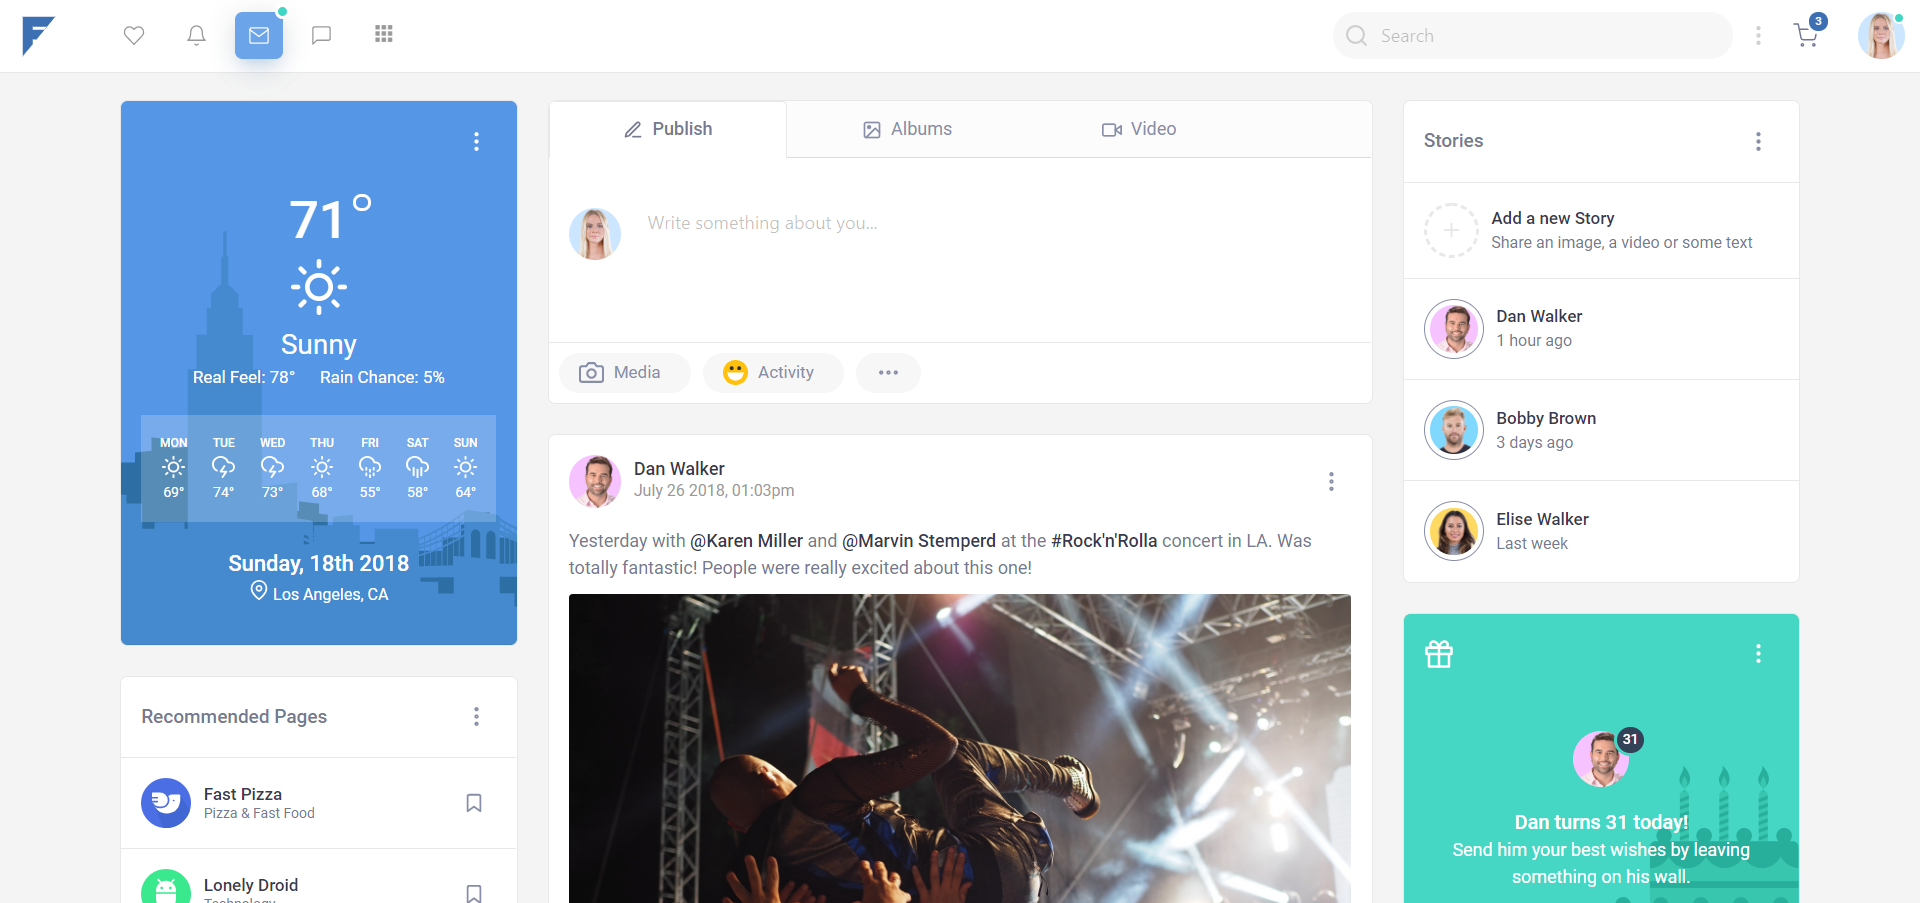 Search
3
71°
Sunny
Real Feel: 78° Rain Chance: 5%
MON TUE WED THU FRI SAT SUN
69° 74° 73° 68° 55° 58° 64°
Sunday, 18th 2018
Los Angeles, CA
Recommended Pages
Fast Pizza
Pizza & Fast Food
Lonely Droid
Technology
Publish Albums Video
Write something about you...
Media Activity
Dan Walker
July 26 2018, 01:03pm
Yesterday with @Karen Miller and @Marvin Stemperd at the #Rock'n'Rolla concert in LA. Was
totally fantastic! People were really excited about this one!
Stories
Add a new Story
Share an image, a video or some text
Dan Walker
1 hour ago
Bobby Brown
3 days ago
Elise Walker
Last week
31
Dan turns 31 today!
Send him your best wishes by leaving
something on his wall.